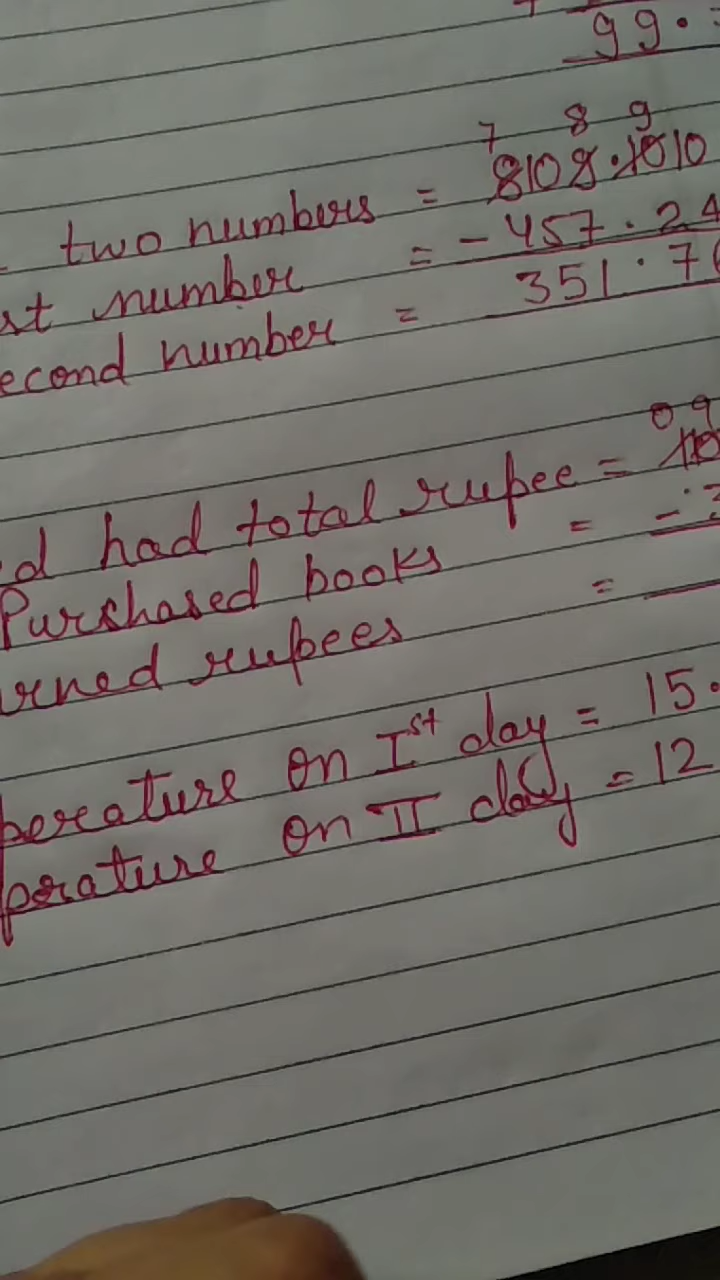 99.
7 8 9
two numbers = 8108.1010
st number = - 457.24
econd number = 351.7
0 9
d had total rupee = 10
Purshased books = -
rned rupees =
perature on Ist day = 15.
perature on II day = 12